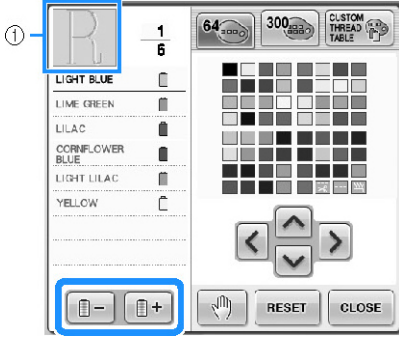 1
R
1
6
64
300
CUSTOM
THREAD
TABLE
LIGHT BLUE
LIME GREEN
LILAC
CORNFLOWER
BLUE
LIGHT LILAC
YELLOW
−
+
RESET
CLOSE